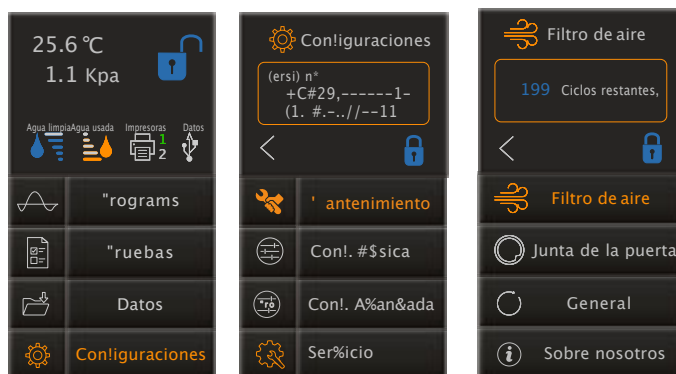 25.6 ℃
1.1 Kpa
Agua limpia Agua usada Impresoras Datos
1
2
"rograms
"ruebas
Datos
Con!iguraciones
Con!iguraciones
(ersi) n*
+C#29,------1-
(1. #.-..//--11
' antenimiento
Con!. #$sica
Con!. A%an&ada
Ser%icio
Filtro de aire
199 Ciclos restantes,
Filtro de aire
Junta de la puerta
General
Sobre nosotros